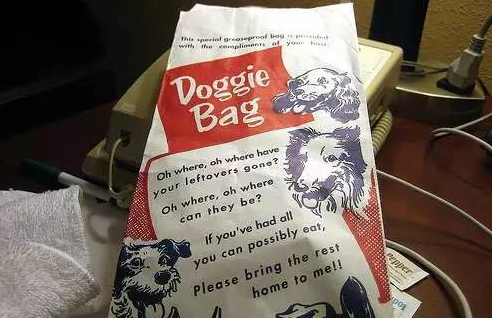 This special greaseproof bag is provided
with the compliments of your host.
Doggie
Bag
Oh where, oh where have
your leftovers gone?
Oh where, oh where
can they be?
If you've had all
you can possibly eat,
Please bring the rest
home to me!!
Pepper